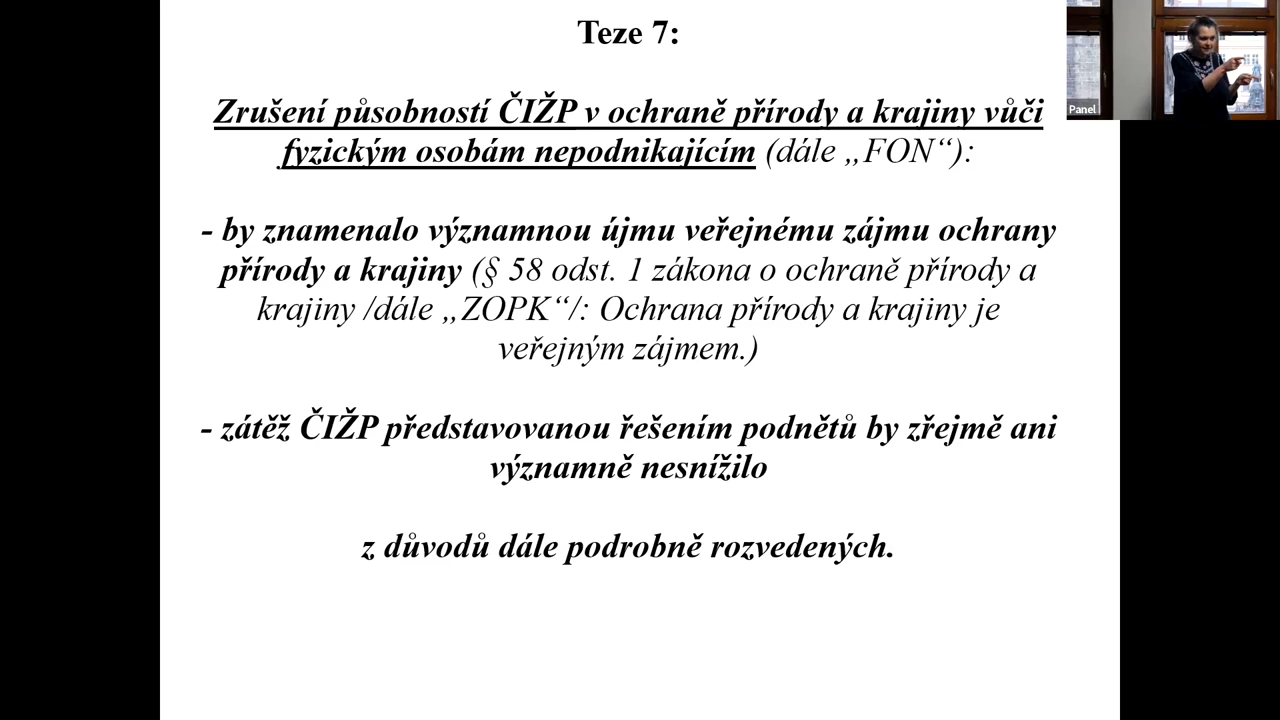 Teze 7:
Zrušení působností ČIŽP v ochraně přírody a krajiny vůči
fyzickým osobám nepodnikajícím (dále „FON“):
- by znamenalo významnou újmu veřejnému zájmu ochrany
přírody a krajiny (§ 58 odst. 1 zákona o ochraně přírody a
krajiny /dále „ZOPK“/: Ochrana přírody a krajiny je
veřejným zájmem.)
- zátěž ČIŽP představovanou řešením podnětů by zřejmě ani
významně nesnížilo
z důvodů dále podrobně rozvedených.
Panel